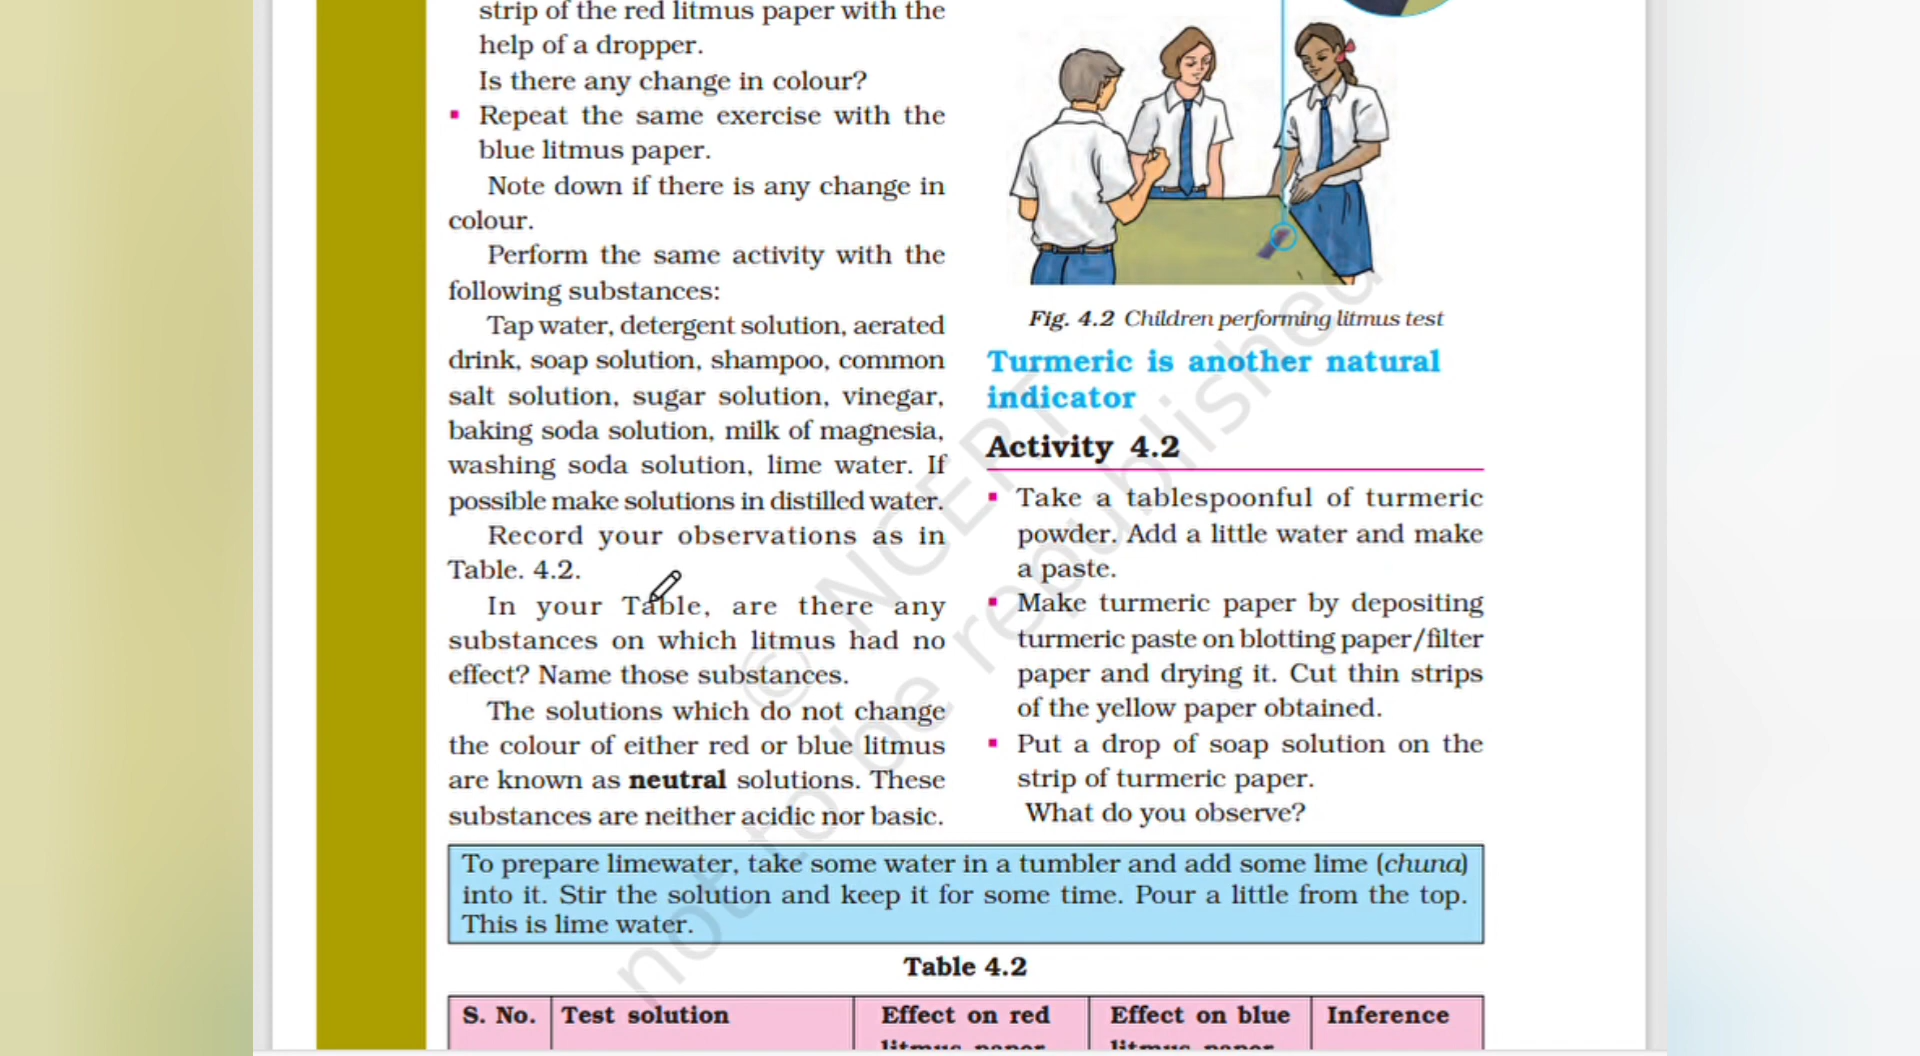 strip of the red litmus paper with the
help of a dropper.
Is there any change in colour?
▪ Repeat the same exercise with the
blue litmus paper.
Note down if there is any change in
colour.
Perform the same activity with the
following substances:
Tap water, detergent solution, aerated
drink, soap solution, shampoo, common
salt solution, sugar solution, vinegar,
baking soda solution, milk of magnesia,
washing soda solution, lime water. If
possible make solutions in distilled water.
Record your observations as in
Table. 4.2.
In your Table, are there any
substances on which litmus had no
effect? Name those substances.
The solutions which do not change
the colour of either red or blue litmus
are known as neutral solutions. These
substances are neither acidic nor basic.
Fig. 4.2 Children performing litmus test
Turmeric is another natural
indicator
Activity 4.2
▪ Take a tablespoonful of turmeric
powder. Add a little water and make
a paste.
▪ Make turmeric paper by depositing
turmeric paste on blotting paper/filter
paper and drying it. Cut thin strips
of the yellow paper obtained.
▪ Put a drop of soap solution on the
strip of turmeric paper.
What do you observe?
To prepare limewater, take some water in a tumbler and add some lime (chuna)
into it. Stir the solution and keep it for some time. Pour a little from the top.
This is lime water.
Table 4.2
S. No. Test solution Effect on red Effect on blue Inference
litmus paper litmus paper
© NCERT
not to be republished